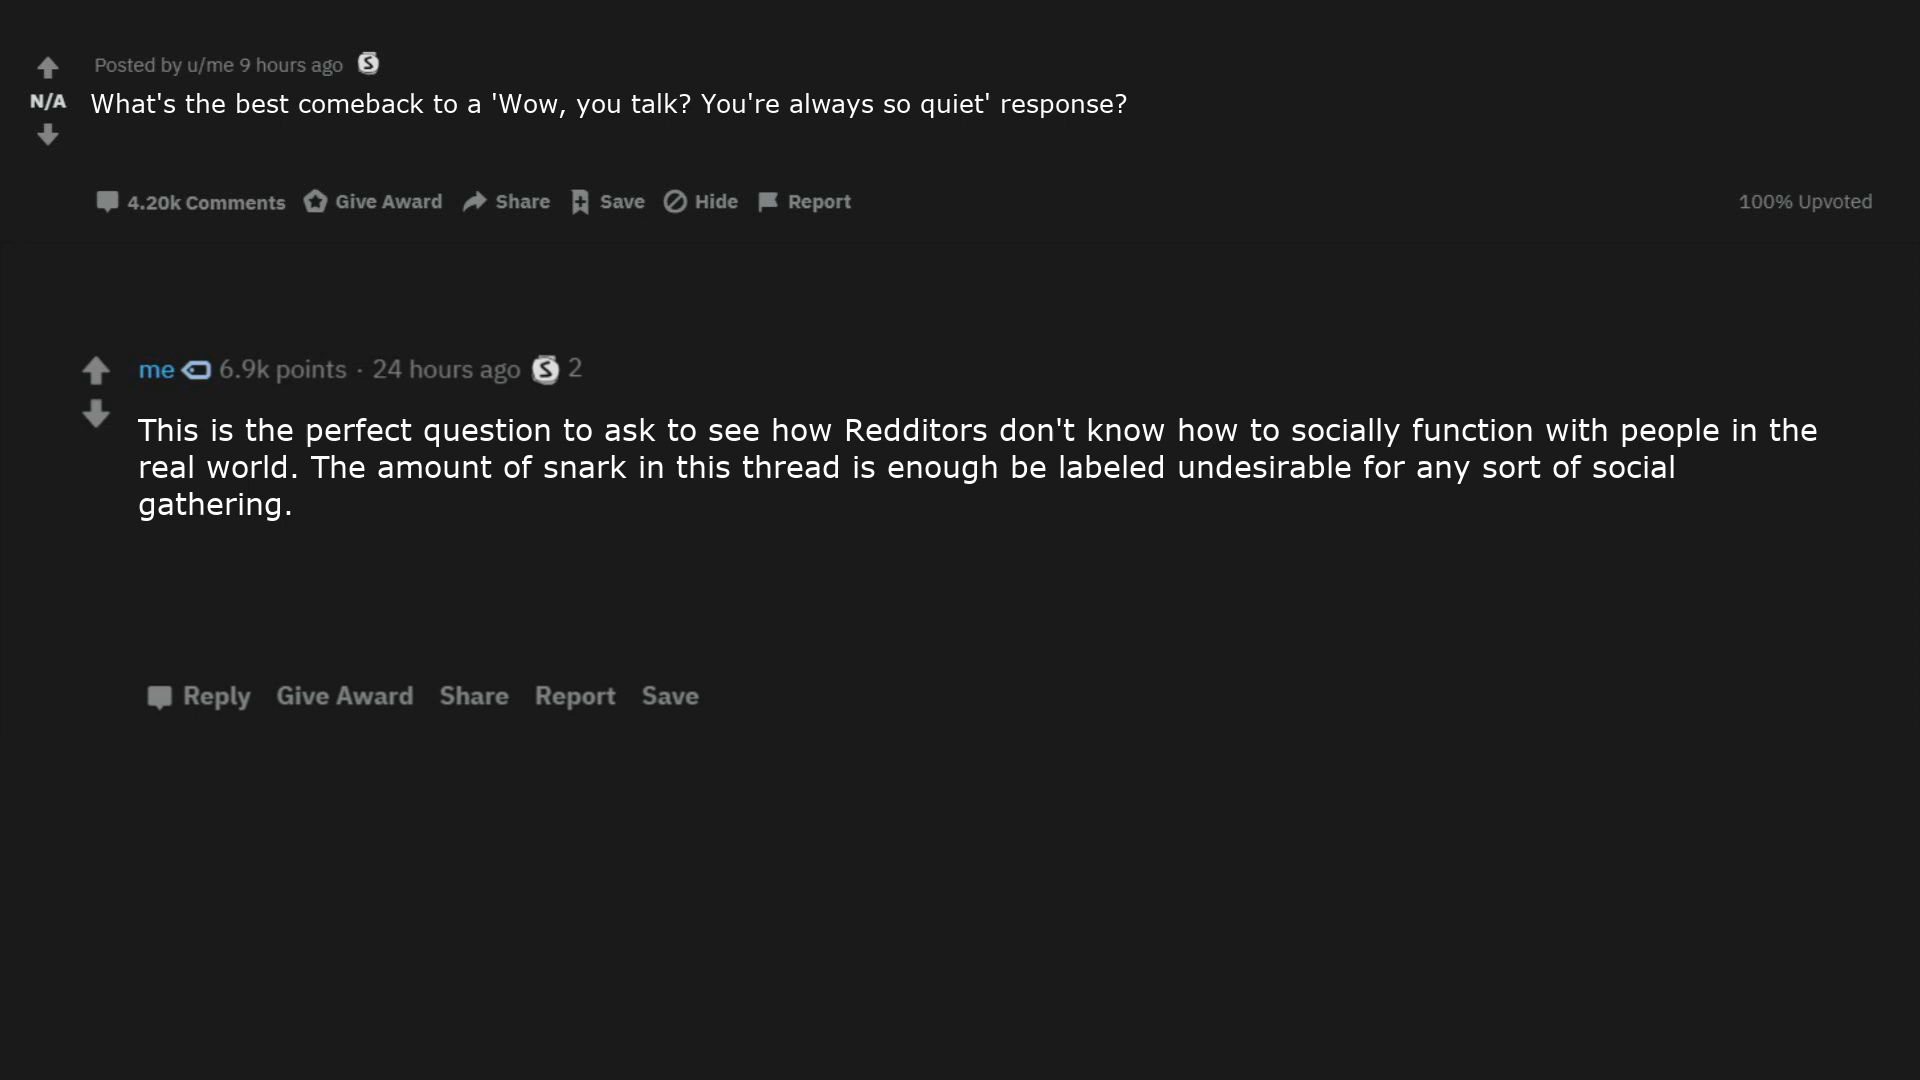 Posted by u/me 9 hours ago
N/A
What's the best comeback to a 'Wow, you talk? You're always so quiet' response?
4.20k Comments Give Award Share Save Hide Report 100% Upvoted
me 6.9k points · 24 hours ago S 2
This is the perfect question to ask to see how Redditors don't know how to socially function with people in the
real world. The amount of snark in this thread is enough be labeled undesirable for any sort of social
gathering.
Reply Give Award Share Report Save